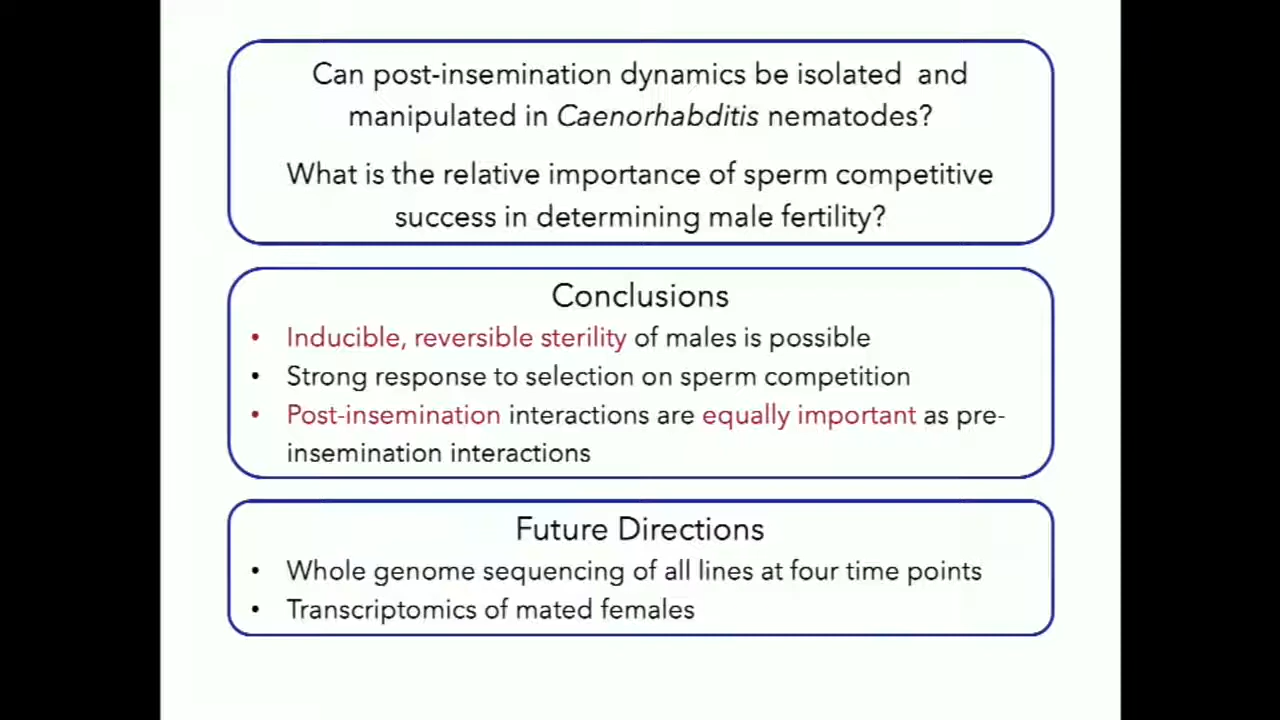 Can post-insemination dynamics be isolated and
manipulated in Caenorhabditis nematodes?
What is the relative importance of sperm competitive
success in determining male fertility?
Conclusions
• Inducible, reversible sterility of males is possible
• Strong response to selection on sperm competition
• Post-insemination interactions are equally important as pre-
insemination interactions
Future Directions
• Whole genome sequencing of all lines at four time points
• Transcriptomics of mated females